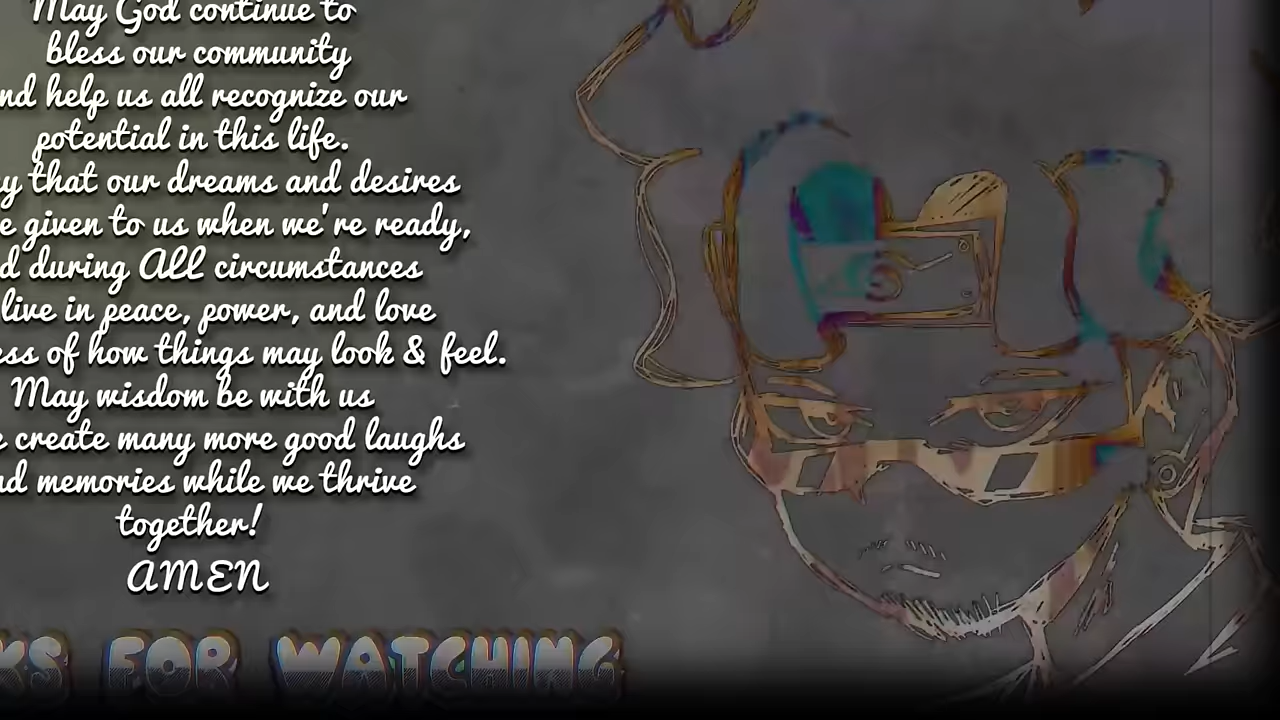 May God continue to
bless our community
nd help us all recognize our
potential in this life.
y that our dreams and desires
e given to us when we're ready,
d during ALL circumstances
live in peace, power, and love
ess of how things may look & feel.
May wisdom be with us
e create many more good laughs
nd memories while we thrive
together!
AMEN
KS FOR WATCHING